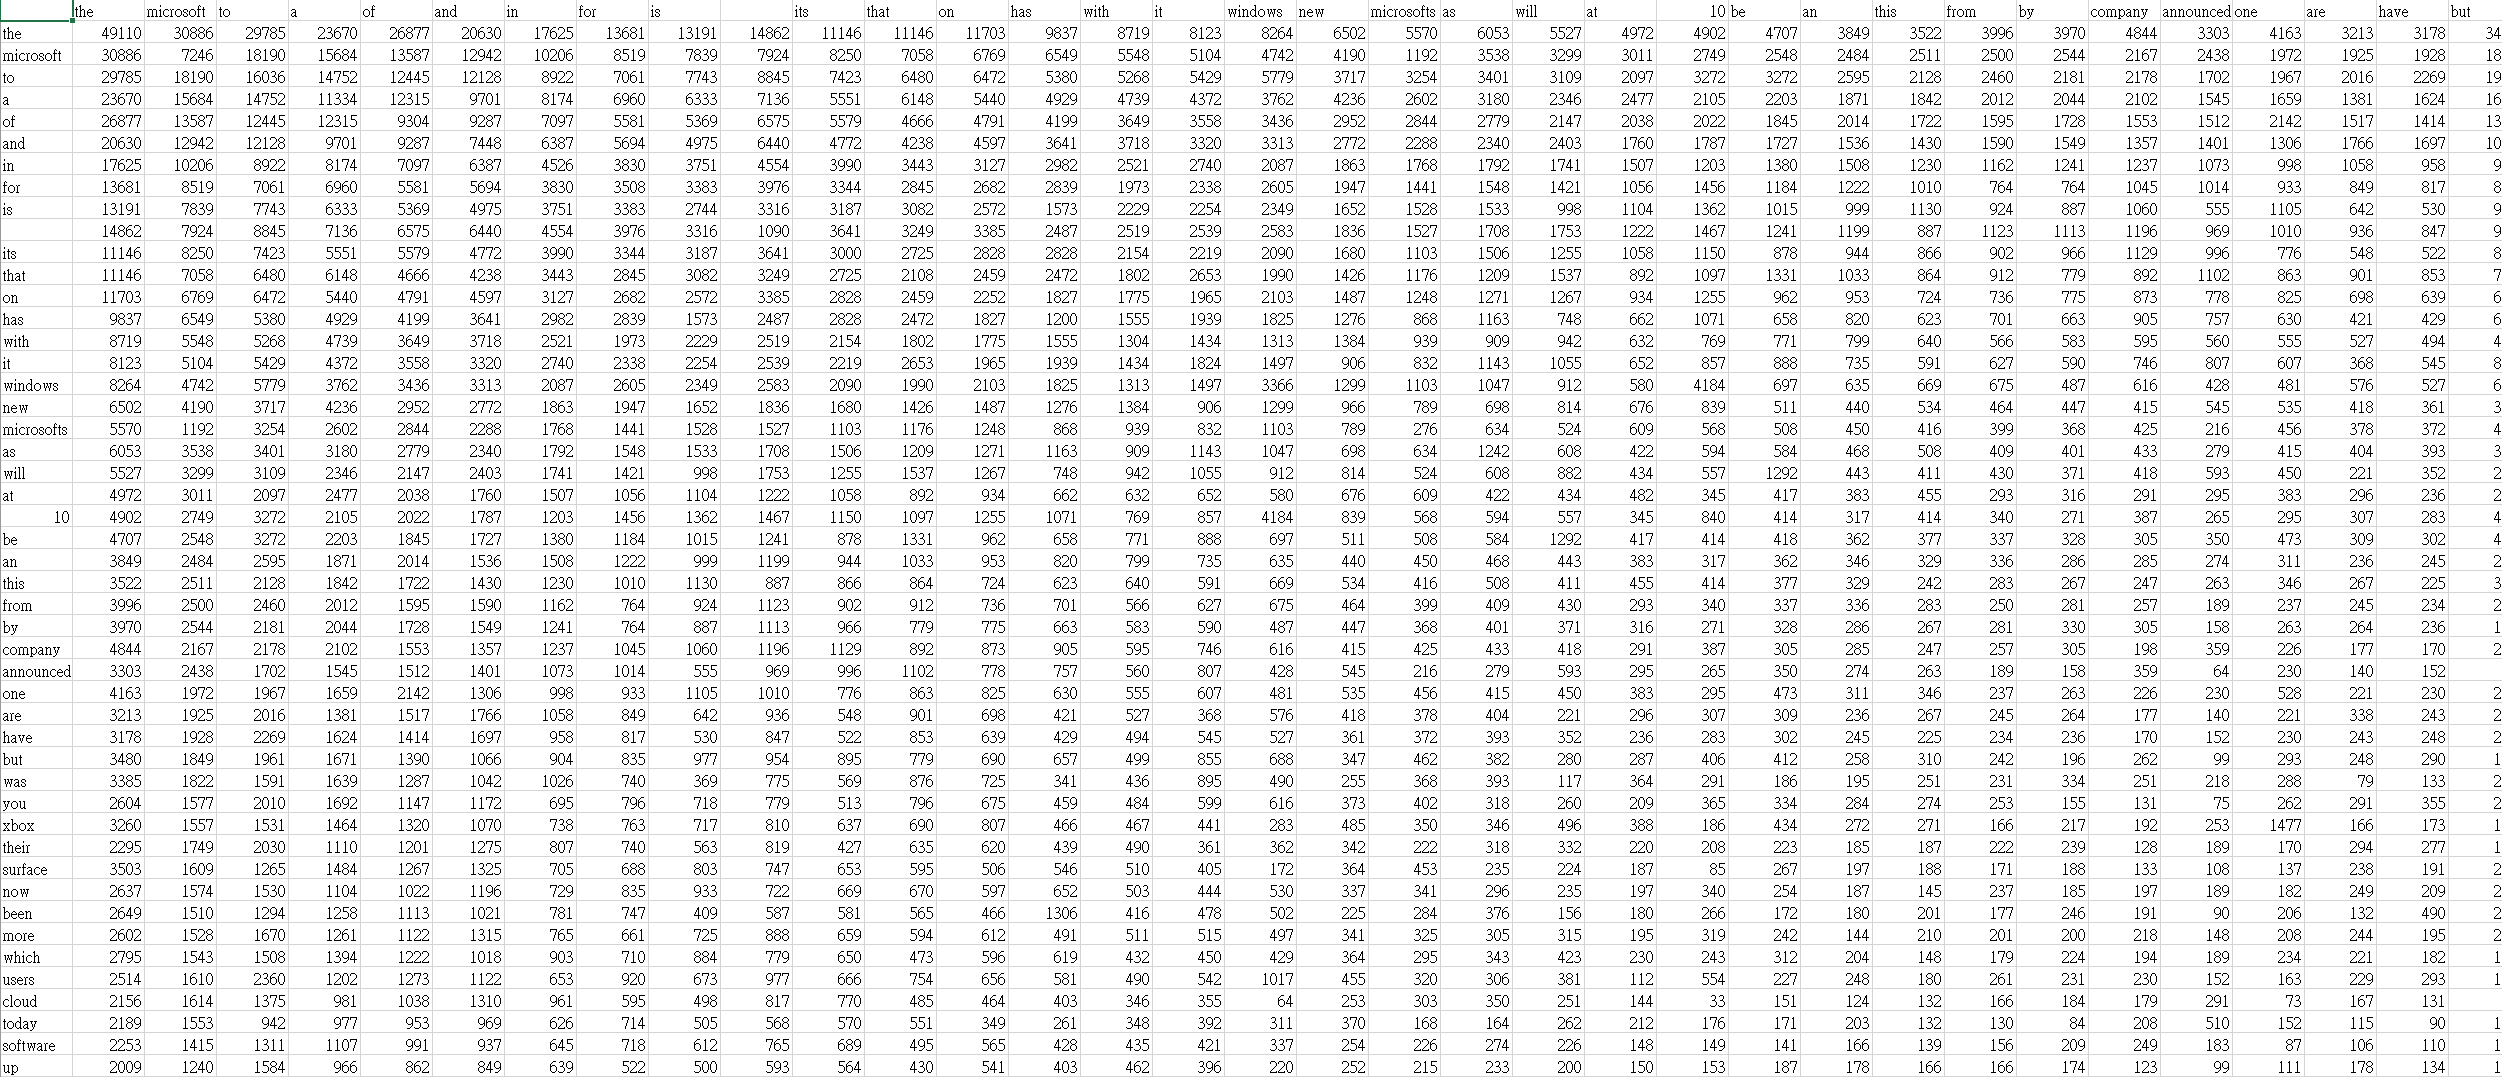 the microsoft to a of and in for is its that on has with it windows new microsofts as will at 10 be an this from by company announced one are have but
the 49110 30886 29785 23670 26877 20630 17625 13681 13191 14862 11146 11146 11703 9837 8719 8123 8264 6502 5570 6053 5527 4972 4902 4707 3849 3522 3996 3970 4844 3303 4163 3213 3178 34
microsoft 30886 7246 18190 15684 13587 12942 10206 8519 7839 7924 8250 7058 6769 6549 5548 5104 4742 4190 1192 3538 3299 3011 2749 2548 2484 2511 2500 2544 2167 2438 1972 1925 1928 18
to 29785 18190 16036 14752 12445 12128 8922 7061 7743 8845 7423 6480 6472 5380 5268 5429 5779 3717 3254 3401 3109 2097 3272 3272 2595 2128 2460 2181 2178 1702 1967 2016 2269 19
a 23670 15684 14752 11334 12315 9701 8174 6960 6333 7136 5551 6148 5440 4929 4739 4372 3762 4236 2602 3180 2346 2477 2105 2203 1871 1842 2012 2044 2102 1545 1659 1381 1624 16
of 26877 13587 12445 12315 9304 9287 7097 5581 5369 6575 5579 4666 4791 4199 3649 3558 3436 2952 2844 2779 2147 2038 2022 1845 2014 1722 1595 1728 1553 1512 2142 1517 1414 13
and 20630 12942 12128 9701 9287 7448 6387 5694 4975 6440 4772 4238 4597 3641 3718 3320 3313 2772 2288 2340 2403 1760 1787 1727 1536 1430 1590 1549 1357 1401 1306 1766 1697 10
in 17625 10206 8922 8174 7097 6387 4526 3830 3751 4554 3990 3443 3127 2982 2521 2740 2087 1863 1768 1792 1741 1507 1203 1380 1508 1230 1162 1241 1237 1073 998 1058 958 9
for 13681 8519 7061 6960 5581 5694 3830 3508 3383 3976 3344 2845 2682 2839 1973 2338 2605 1947 1441 1548 1421 1056 1456 1184 1222 1010 764 764 1045 1014 933 849 817 8
is 13191 7839 7743 6333 5369 4975 3751 3383 2744 3316 3187 3082 2572 1573 2229 2254 2349 1652 1528 1533 998 1104 1362 1015 999 1130 924 887 1060 555 1105 642 530 9
14862 7924 8845 7136 6575 6440 4554 3976 3316 1090 3641 3249 3385 2487 2519 2539 2583 1836 1527 1708 1753 1222 1467 1241 1199 887 1123 1113 1196 969 1010 936 847 9
its 11146 8250 7423 5551 5579 4772 3990 3344 3187 3641 3000 2725 2828 2828 2154 2219 2090 1680 1103 1506 1255 1058 1150 878 944 866 902 966 1129 996 776 548 522 8
that 11146 7058 6480 6148 4666 4238 3443 2845 3082 3249 2725 2108 2459 2472 1802 2653 1990 1426 1176 1209 1537 892 1097 1331 1033 864 912 779 892 1102 863 901 853 7
on 11703 6769 6472 5440 4791 4597 3127 2682 2572 3385 2828 2459 2252 1827 1775 1965 2103 1487 1248 1271 1267 934 1255 962 953 724 736 775 873 778 825 698 639 6
has 9837 6549 5380 4929 4199 3641 2982 2839 1573 2487 2828 2472 1827 1200 1555 1939 1825 1276 868 1163 748 662 1071 658 820 623 701 663 905 757 630 421 429 6
with 8719 5548 5268 4739 3649 3718 2521 1973 2229 2519 2154 1802 1775 1555 1304 1434 1313 1384 939 909 942 632 769 771 799 640 566 583 595 560 555 527 494 4
it 8123 5104 5429 4372 3558 3320 2740 2338 2254 2539 2219 2653 1965 1939 1434 1824 1497 906 832 1143 1055 652 857 888 735 591 627 590 746 807 607 368 545 8
windows 8264 4742 5779 3762 3436 3313 2087 2605 2349 2583 2090 1990 2103 1825 1313 1497 3366 1299 1103 1047 912 580 4184 697 635 669 675 487 616 428 481 576 527 6
new 6502 4190 3717 4236 2952 2772 1863 1947 1652 1836 1680 1426 1487 1276 1384 906 1299 966 789 698 814 676 839 511 440 534 464 447 415 545 535 418 361 3
microsofts 5570 1192 3254 2602 2844 2288 1768 1441 1528 1527 1103 1176 1248 868 939 832 1103 789 276 634 524 609 568 508 450 416 399 368 425 216 456 378 372 4
as 6053 3538 3401 3180 2779 2340 1792 1548 1533 1708 1506 1209 1271 1163 909 1143 1047 698 634 1242 608 422 594 584 468 508 409 401 433 279 415 404 393 3
will 5527 3299 3109 2346 2147 2403 1741 1421 998 1753 1255 1537 1267 748 942 1055 912 814 524 608 882 434 557 1292 443 411 430 371 418 593 450 221 352 2
at 4972 3011 2097 2477 2038 1760 1507 1056 1104 1222 1058 892 934 662 632 652 580 676 609 422 434 482 345 417 383 455 293 316 291 295 383 296 236 2
10 4902 2749 3272 2105 2022 1787 1203 1456 1362 1467 1150 1097 1255 1071 769 857 4184 839 568 594 557 345 840 414 317 414 340 271 387 265 295 307 283 4
be 4707 2548 3272 2203 1845 1727 1380 1184 1015 1241 878 1331 962 658 771 888 697 511 508 584 1292 417 414 418 362 377 337 328 305 350 473 309 302 4
an 3849 2484 2595 1871 2014 1536 1508 1222 999 1199 944 1033 953 820 799 735 635 440 450 468 443 383 317 362 346 329 336 286 285 274 311 236 245 2
this 3522 2511 2128 1842 1722 1430 1230 1010 1130 887 866 864 724 623 640 591 669 534 416 508 411 455 414 377 329 242 283 267 247 263 346 267 225 3
from 3996 2500 2460 2012 1595 1590 1162 764 924 1123 902 912 736 701 566 627 675 464 399 409 430 293 340 337 336 283 250 281 257 189 237 245 234 2
by 3970 2544 2181 2044 1728 1549 1241 764 887 1113 966 779 775 663 583 590 487 447 368 401 371 316 271 328 286 267 281 330 305 158 263 264 236 1
company 4844 2167 2178 2102 1553 1357 1237 1045 1060 1196 1129 892 873 905 595 746 616 415 425 433 418 291 387 305 285 247 257 305 198 359 226 177 170 2
announced 3303 2438 1702 1545 1512 1401 1073 1014 555 969 996 1102 778 757 560 807 428 545 216 279 593 295 265 350 274 263 189 158 359 64 230 140 152
one 4163 1972 1967 1659 2142 1306 998 933 1105 1010 776 863 825 630 555 607 481 535 456 415 450 383 295 473 311 346 237 263 226 230 528 221 230 2
are 3213 1925 2016 1381 1517 1766 1058 849 642 936 548 901 698 421 527 368 576 418 378 404 221 296 307 309 236 267 245 264 177 140 221 338 243 2
have 3178 1928 2269 1624 1414 1697 958 817 530 847 522 853 639 429 494 545 527 361 372 393 352 236 283 302 245 225 234 236 170 152 230 243 248 2
but 3480 1849 1961 1671 1390 1066 904 835 977 954 895 779 690 657 499 855 688 347 462 382 280 287 406 412 258 310 242 196 262 99 293 248 290 1
was 3385 1822 1591 1639 1287 1042 1026 740 369 775 569 876 725 341 436 895 490 255 368 393 117 364 291 186 195 251 231 334 251 218 288 79 133 2
you 2604 1577 2010 1692 1147 1172 695 796 718 779 513 796 675 459 484 599 616 373 402 318 260 209 365 334 284 274 253 155 131 75 262 291 355 2
xbox 3260 1557 1531 1464 1320 1070 738 763 717 810 637 690 807 466 467 441 283 485 350 346 496 388 186 434 272 271 166 217 192 253 1477 166 173 1
their 2295 1749 2030 1110 1201 1275 807 740 563 819 427 635 620 439 490 361 362 342 222 318 332 220 208 223 185 187 222 239 128 189 170 294 277 1
surface 3503 1609 1265 1484 1267 1325 705 688 803 747 653 595 506 546 510 405 172 364 453 235 224 187 85 267 197 188 171 188 133 108 137 238 191 2
now 2637 1574 1530 1104 1022 1196 729 835 933 722 669 670 597 652 503 444 530 337 341 296 235 197 340 254 187 145 237 185 197 189 182 249 209 2
been 2649 1510 1294 1258 1113 1021 781 747 409 587 581 565 466 1306 416 478 502 225 284 376 156 180 266 172 180 201 177 246 191 90 206 132 490 2
more 2602 1528 1670 1261 1122 1315 765 661 725 888 659 594 612 491 511 515 497 341 325 305 315 195 319 242 144 210 201 200 218 148 208 244 195 2
which 2795 1543 1508 1394 1222 1018 903 710 884 779 650 473 596 619 432 450 429 364 295 343 423 230 243 312 204 148 179 224 194 189 234 221 182 1
users 2514 1610 2360 1202 1273 1122 653 920 673 977 666 754 656 581 490 542 1017 455 320 306 381 112 554 227 248 180 261 231 230 152 163 229 293 1
cloud 2156 1614 1375 981 1038 1310 961 595 498 817 770 485 464 403 346 355 64 253 303 350 251 144 33 151 124 132 166 184 179 291 73 167 131
today 2189 1553 942 977 953 969 626 714 505 568 570 551 349 261 348 392 311 370 168 164 262 212 176 171 203 132 130 84 208 510 152 115 90 1
software 2253 1415 1311 1107 991 937 645 718 612 765 689 495 565 428 435 421 337 254 226 274 226 148 149 141 166 139 156 209 249 183 87 106 110 1
up 2009 1240 1584 966 862 849 639 522 500 593 564 430 541 403 462 396 220 252 215 233 200 150 153 187 178 166 166 174 123 99 111 178 134 1